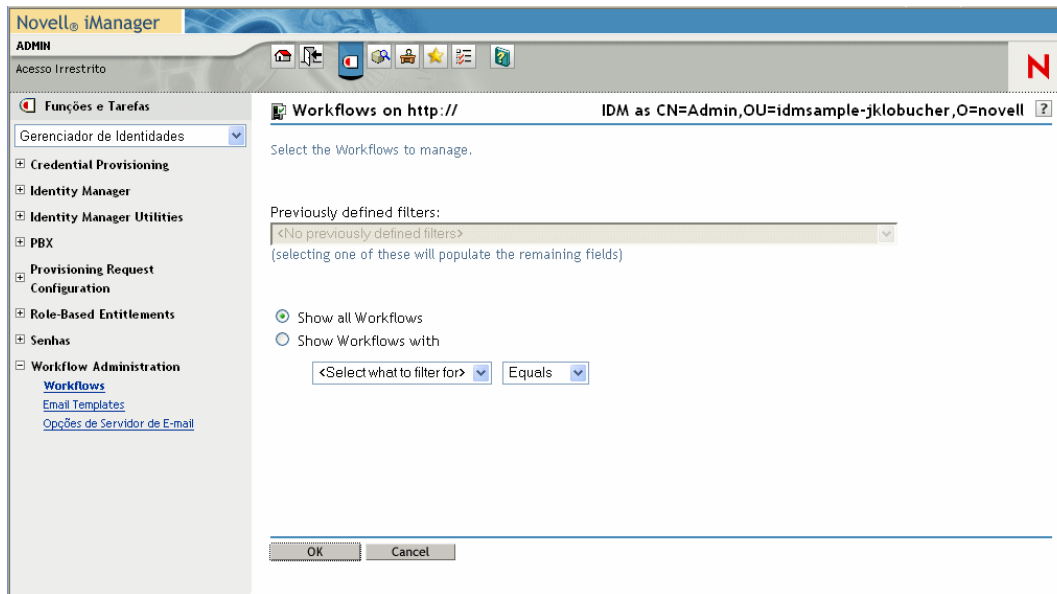 Novell® iManager
ADMIN
Acesso Irrestrito
N
Funções e Tarefas
Gerenciador de Identidades
Credential Provisioning
Identity Manager
Identity Manager Utilities
PBX
Provisioning Request
Configuration
Role-Based Entitlements
Senhas
Workflow Administration
Workflows
Email Templates
Opções de Servidor de E-mail
Workflows on http:// IDM as CN=Admin,OU=idmsample-jklobucher,O=novell ?
Select the Workflows to manage.
Previously defined filters:
<No previously defined filters>
(selecting one of these will populate the remaining fields)
Show all Workflows
Show Workflows with
<Select what to filter for> Equals
OK Cancel